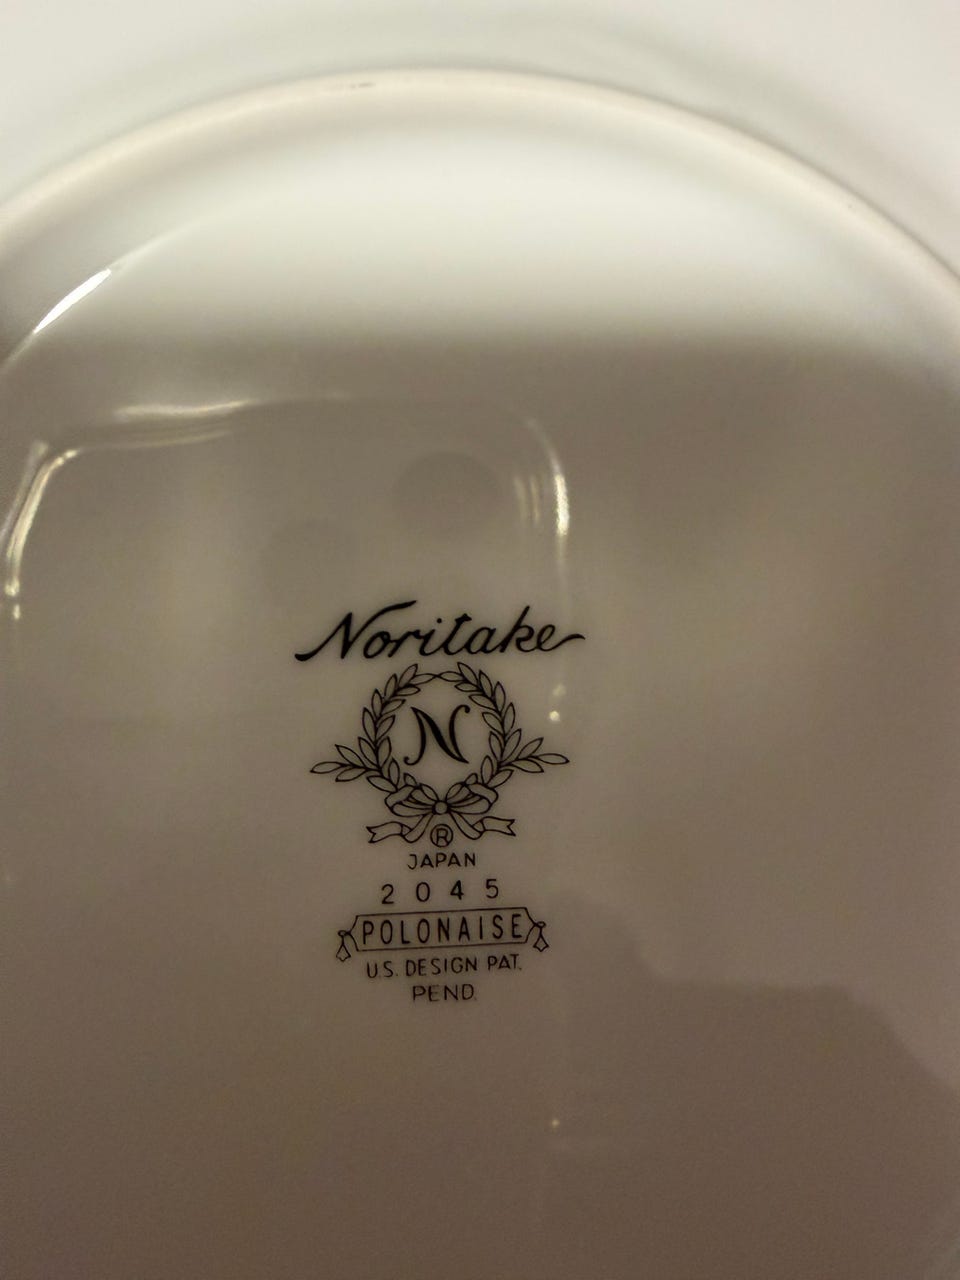 Noritake
N
®
JAPAN
2045
POLONAISE
U.S. DESIGN PAT.
PEND.